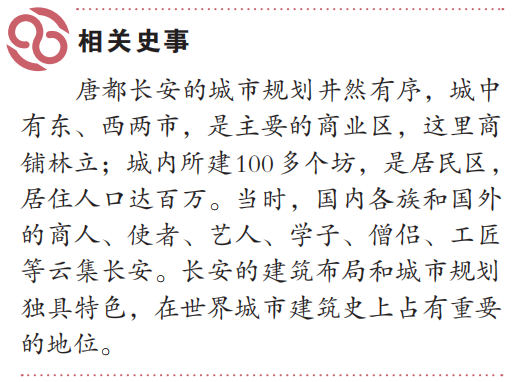 相关史事
唐都长安的城市规划井然有序，城中
有东、西两市，是主要的商业区，这里商
铺林立；城内所建100多个坊，是居民区，
居住人口达百万。当时，国内各族和国外
的商人、使者、艺人、学子、僧侣、工匠
等云集长安。长安的建筑布局和城市规划
独具特色，在世界城市建筑史上占有重要
的地位。